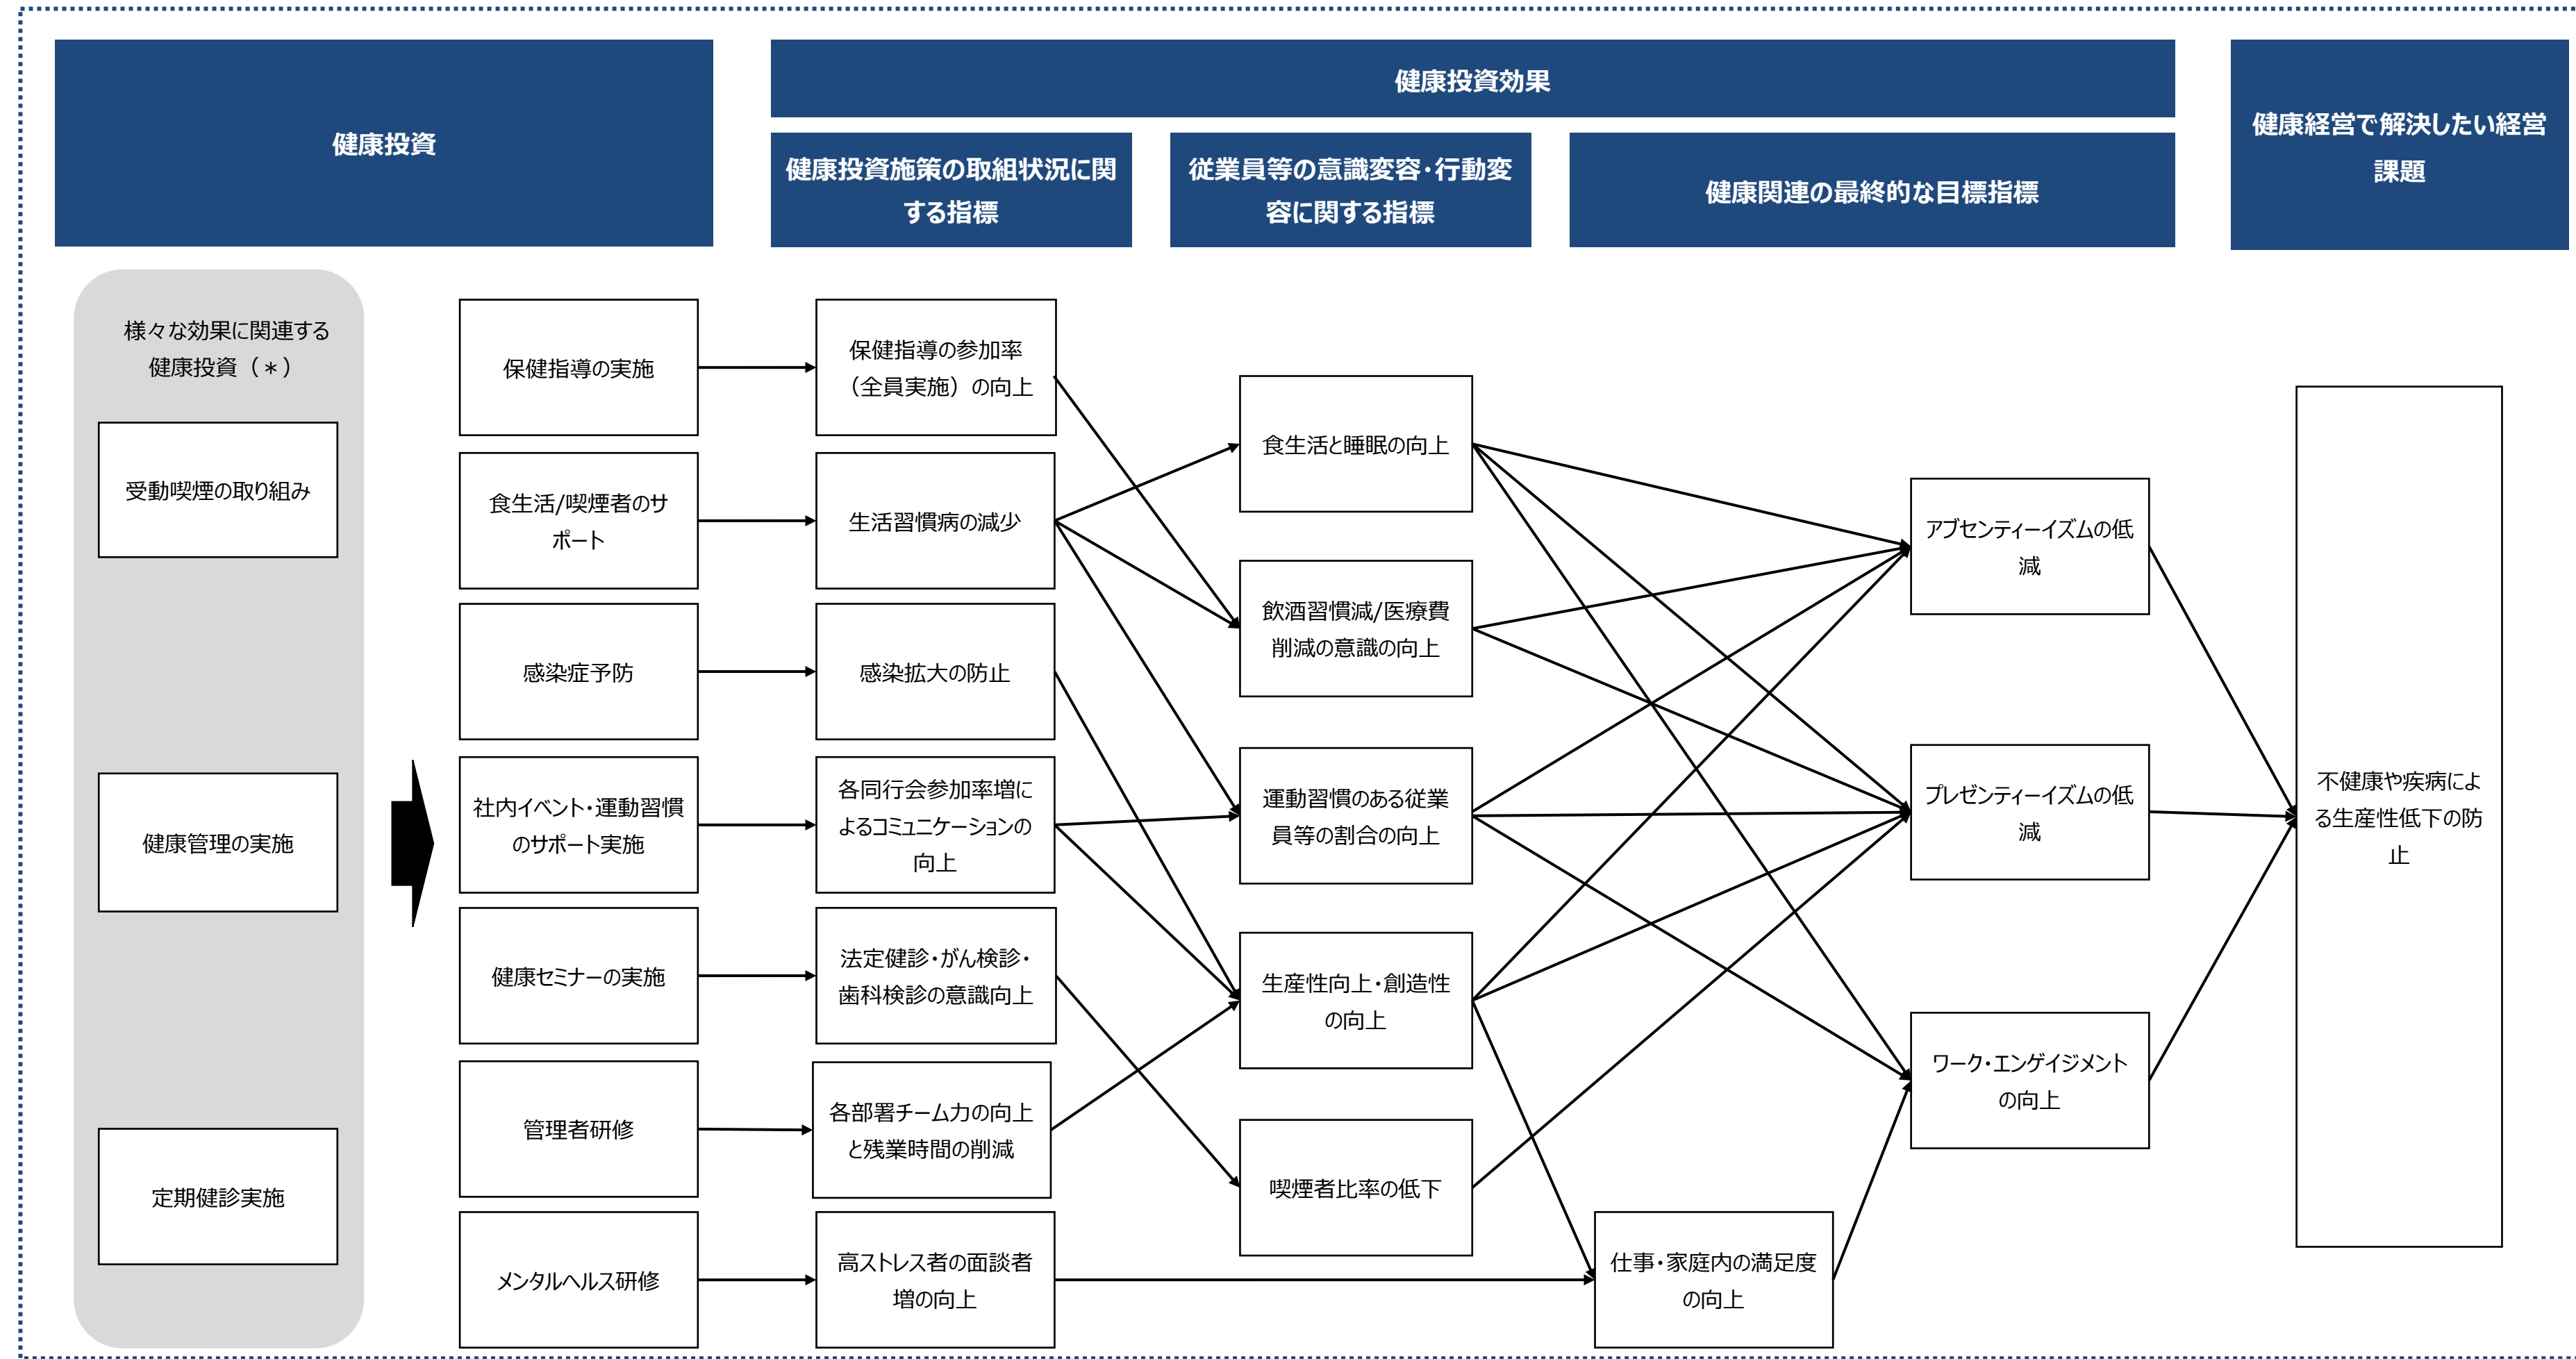 健康投資
健康投資効果
健康投資施策の取組状況に関
する指標
従業員等の意識変容・行動変
容に関する指標
健康関連の最終的な目標指標
健康経営で解決したい経営
課題
様々な効果に関連する
健康投資（＊）
受動喫煙の取り組み
健康管理の実施
定期健診実施
保健指導の実施
食生活/喫煙者のサ
ポート
感染症予防
社内イベント・運動習慣
のサポート実施
健康セミナーの実施
管理者研修
メンタルヘルス研修
保健指導の参加率
（全員実施）の向上
生活習慣病の減少
感染拡大の防止
各同行会参加率増に
よるコミュニケーションの
向上
法定健診・がん検診・
歯科検診の意識向上
各部署チーム力の向上
と残業時間の削減
高ストレス者の面談者
増の向上
食生活と睡眠の向上
飲酒習慣減/医療費
削減の意識の向上
運動習慣のある従業
員等の割合の向上
生産性向上・創造性
の向上
喫煙者比率の低下
仕事・家庭内の満足度
の向上
アブセンティーイズムの低
減
プレゼンティーイズムの低
減
ワーク・エンゲイジメント
の向上
不健康や疾病によ
る生産性低下の防
止